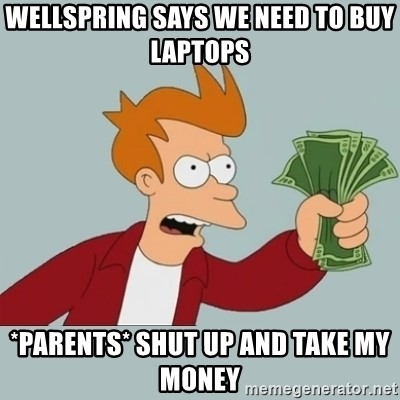 WELLSPRING SAYS WE NEED TO BUY
LAPTOPS
*PARENTS* SHUT UP AND TAKE MY
MONEY
memegenerator.net